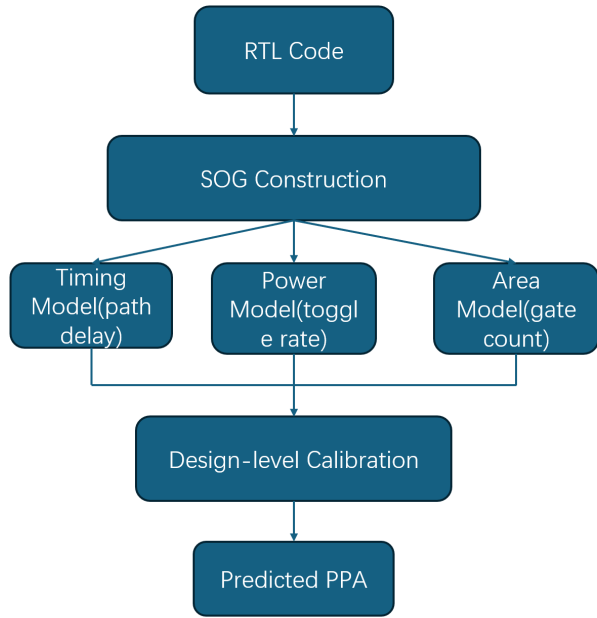 RTL Code
SOG Construction
Timing
Model(path
delay)
Power
Model(toggl
e rate)
Area
Model(gate
count)
Design-level Calibration
Predicted PPA